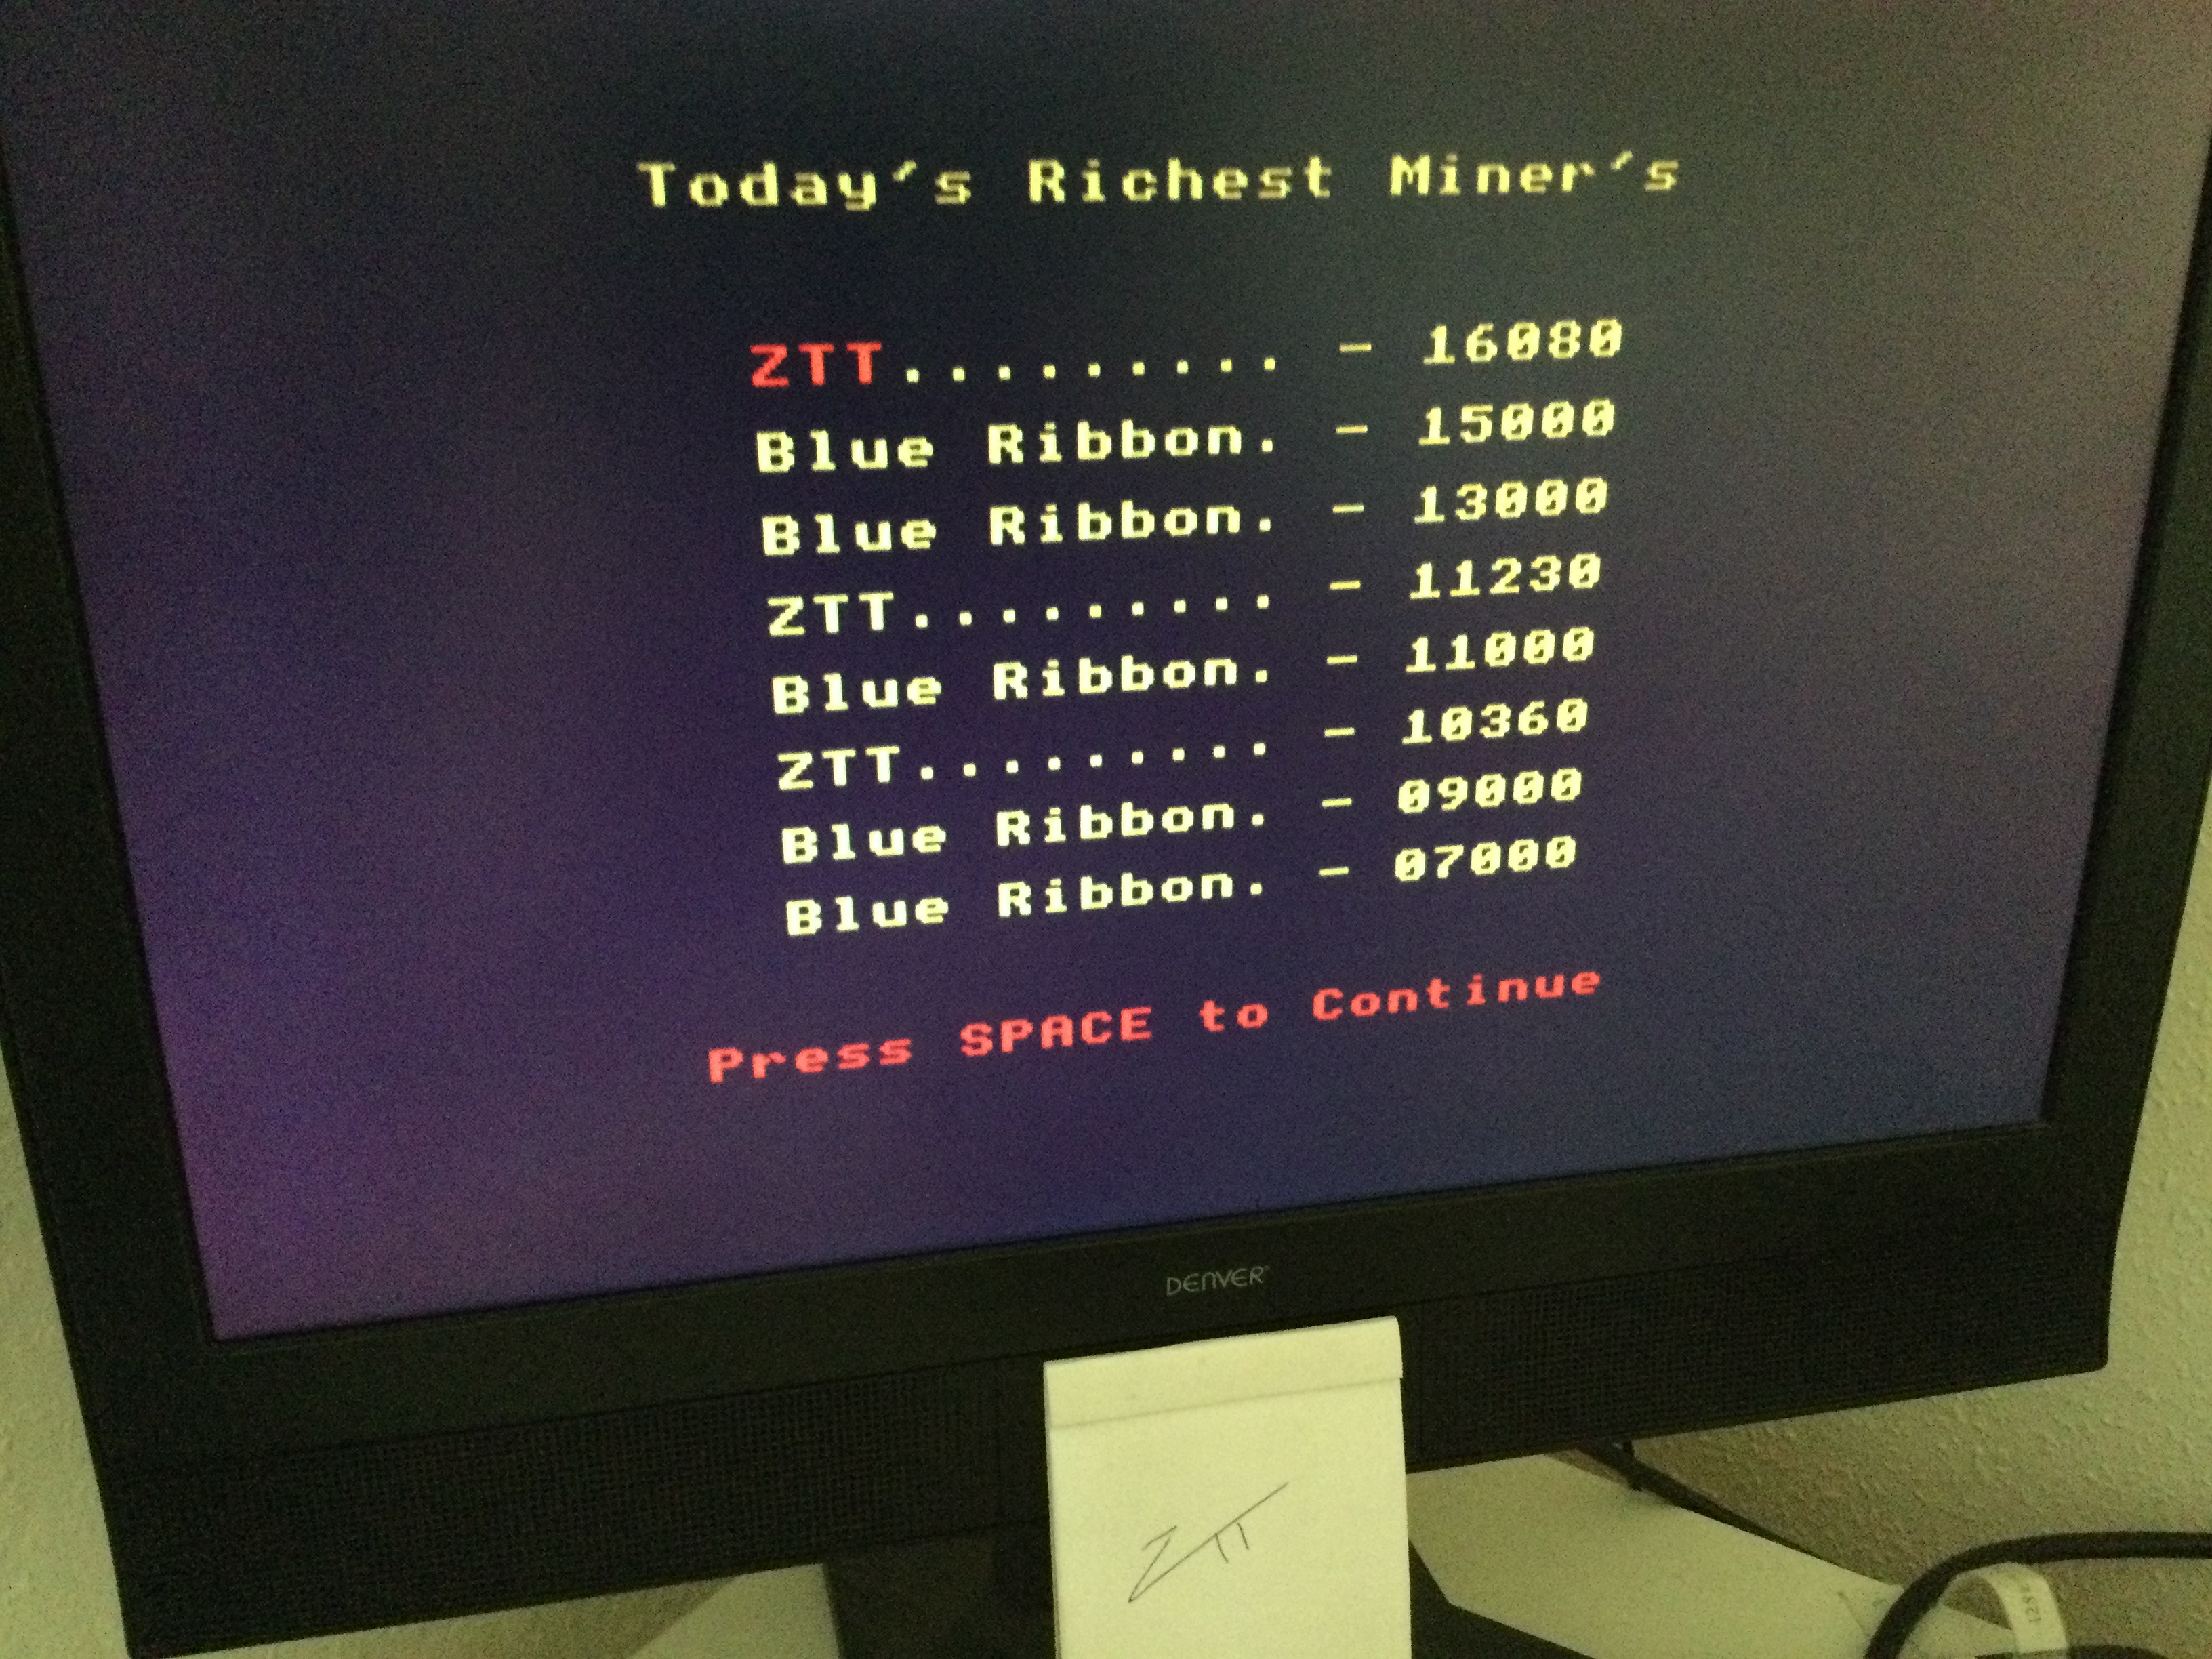 Today's Richest Miner's
ZTT......... - 16080
Blue Ribbon. - 15000
Blue Ribbon. - 13000
ZTT......... - 11230
Blue Ribbon. - 11000
ZTT......... - 10360
Blue Ribbon. - 09000
Blue Ribbon. - 07000
Press SPACE to Continue
DENVER
ZTT